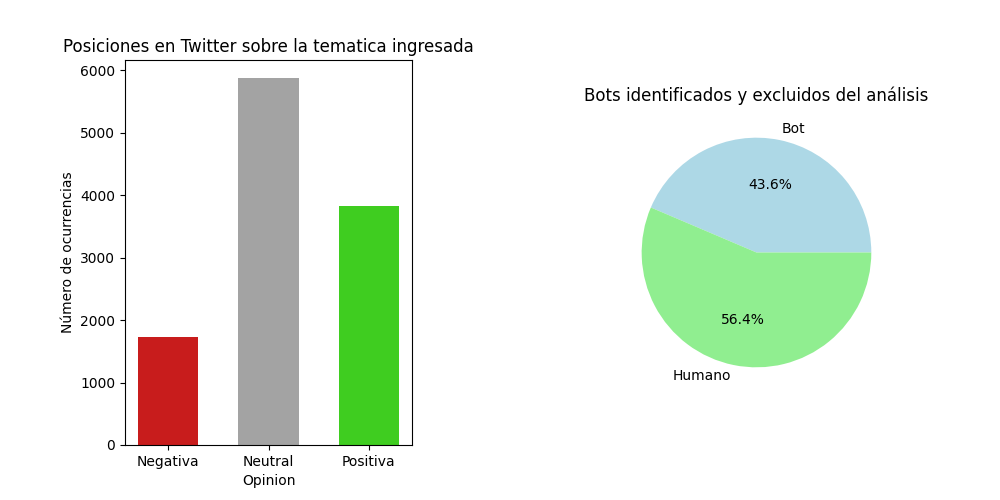 Posiciones en Twitter sobre la tematica ingresada
6000
5000
4000
3000
2000
1000
0
Número de ocurrencias
Negativa
Neutral
Positiva
Opinion
Bots identificados y excluidos del análisis
Bot
43.6%
56.4%
Humano